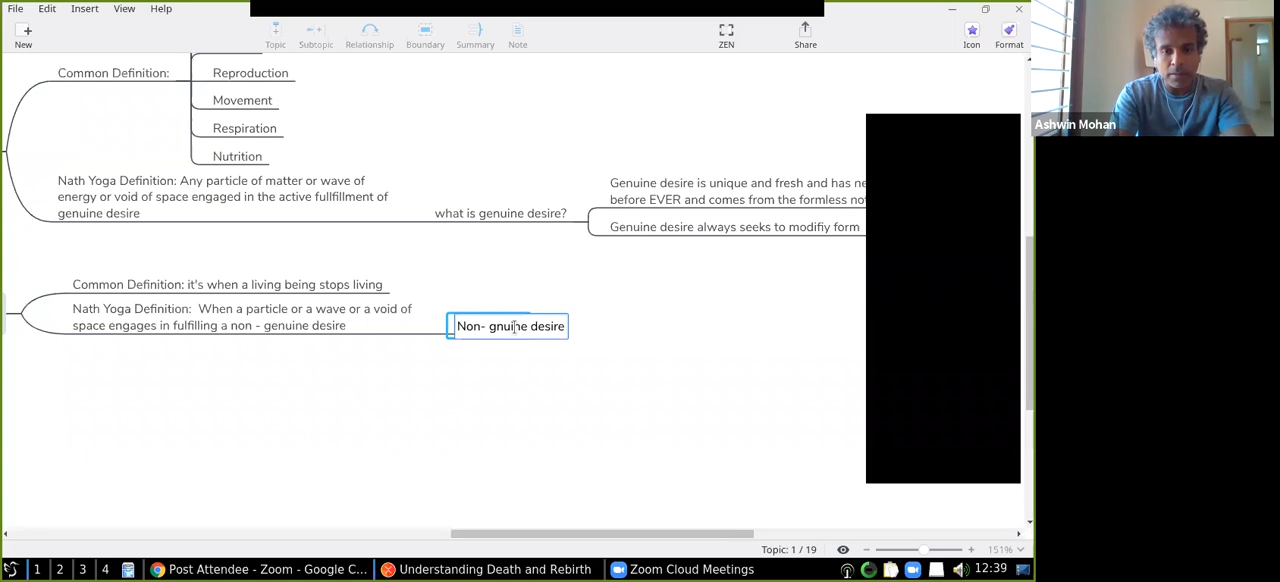 File Edit Insert View Help
New
Topic Subtopic Relationship Boundary Summary Note ZEN Share Icon Format
Ashwin Mohan
Common Definition:
Reproduction
Movement
Respiration
Nutrition
Nath Yoga Definition: Any particle of matter or wave of
energy or void of space engaged in the active fullfillment of
genuine desire
what is genuine desire?
Genuine desire is unique and fresh and has ne
before EVER and comes from the formless no
Genuine desire always seeks to modifiy form
Common Definition: it's when a living being stops living
Nath Yoga Definition: When a particle or a wave or a void of
space engages in fulfilling a non - genuine desire
Non- gnuine desire
Topic: 1 / 19 151%
1 2 3 4 Post Attendee - Zoom - Google C... Understanding Death and Rebirth Zoom Cloud Meetings 12:39